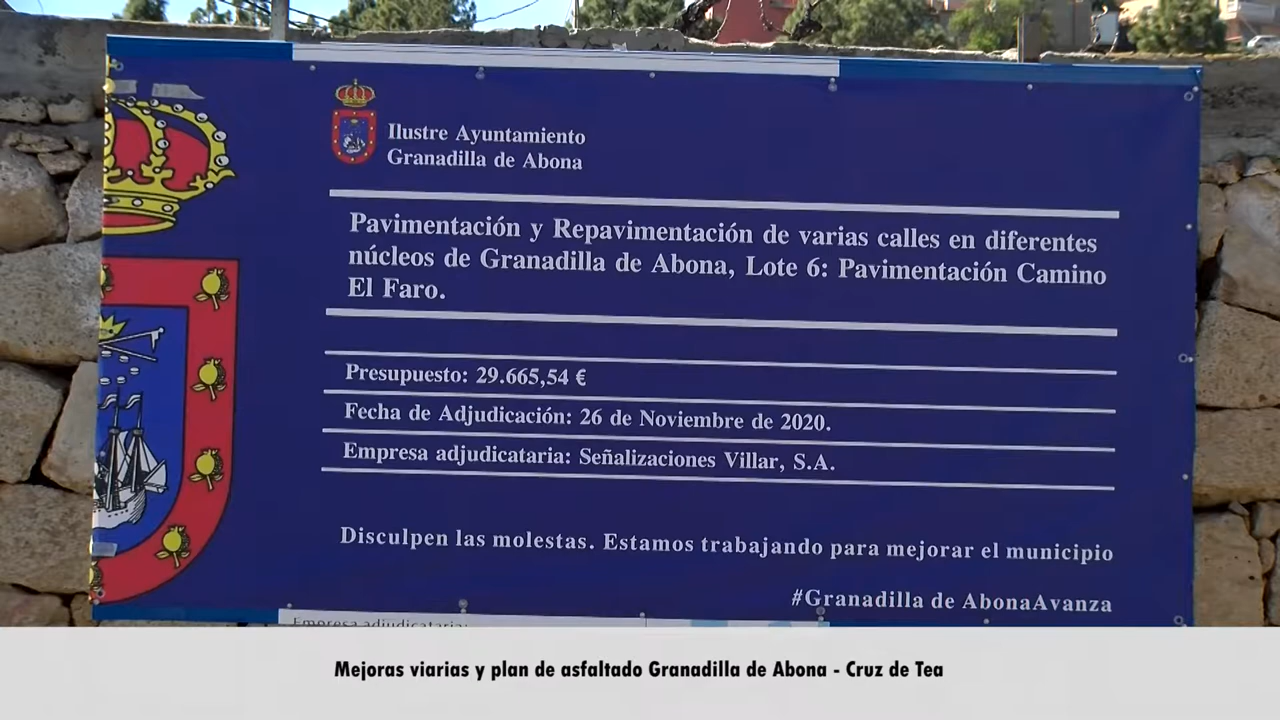 Ilustre Ayuntamiento
Granadilla de Abona
Pavimentación y Repavimentación de varias calles en diferentes
núcleos de Granadilla de Abona, Lote 6: Pavimentación Camino
El Faro.
Presupuesto: 29.665,54 €
Fecha de Adjudicación: 26 de Noviembre de 2020.
Empresa adjudicataria: Señalizaciones Villar, S.A.
Disculpen las molestas. Estamos trabajando para mejorar el municipio
#Granadilla de AbonaAvanza
Empresa adjudicataria:
Mejoras viarias y plan de asfaltado Granadilla de Abona - Cruz de Tea